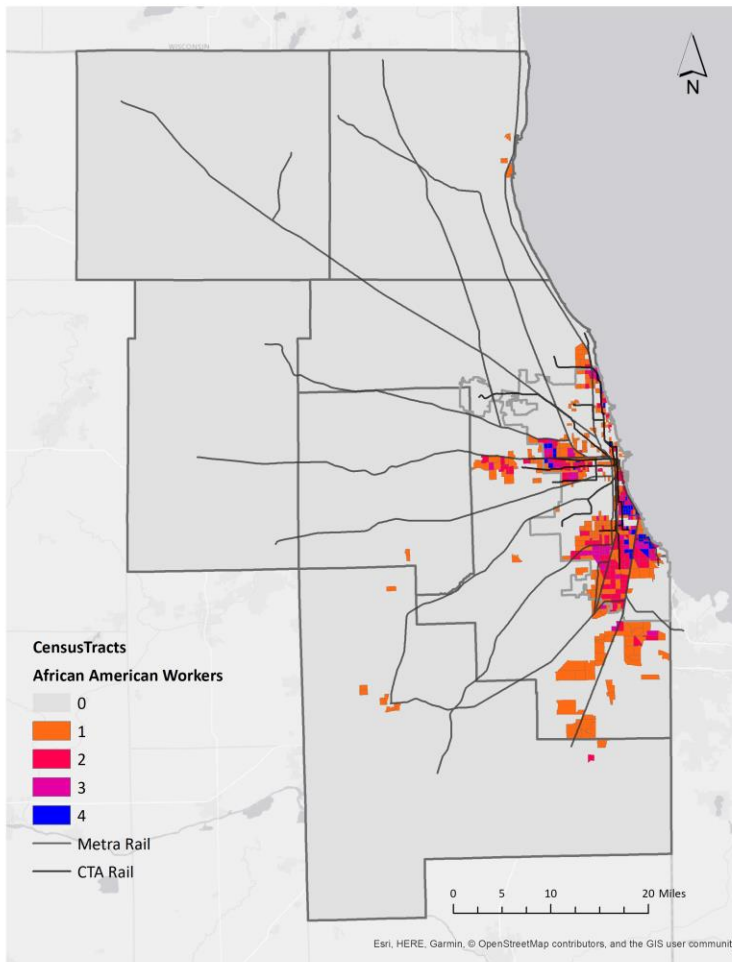 WISCONSIN
N
CensusTracts
African American Workers
0
1
2
3
4
Metra Rail
CTA Rail
0 5 10 20 Miles
Esri, HERE, Garmin, © OpenStreetMap contributors, and the GIS user communit